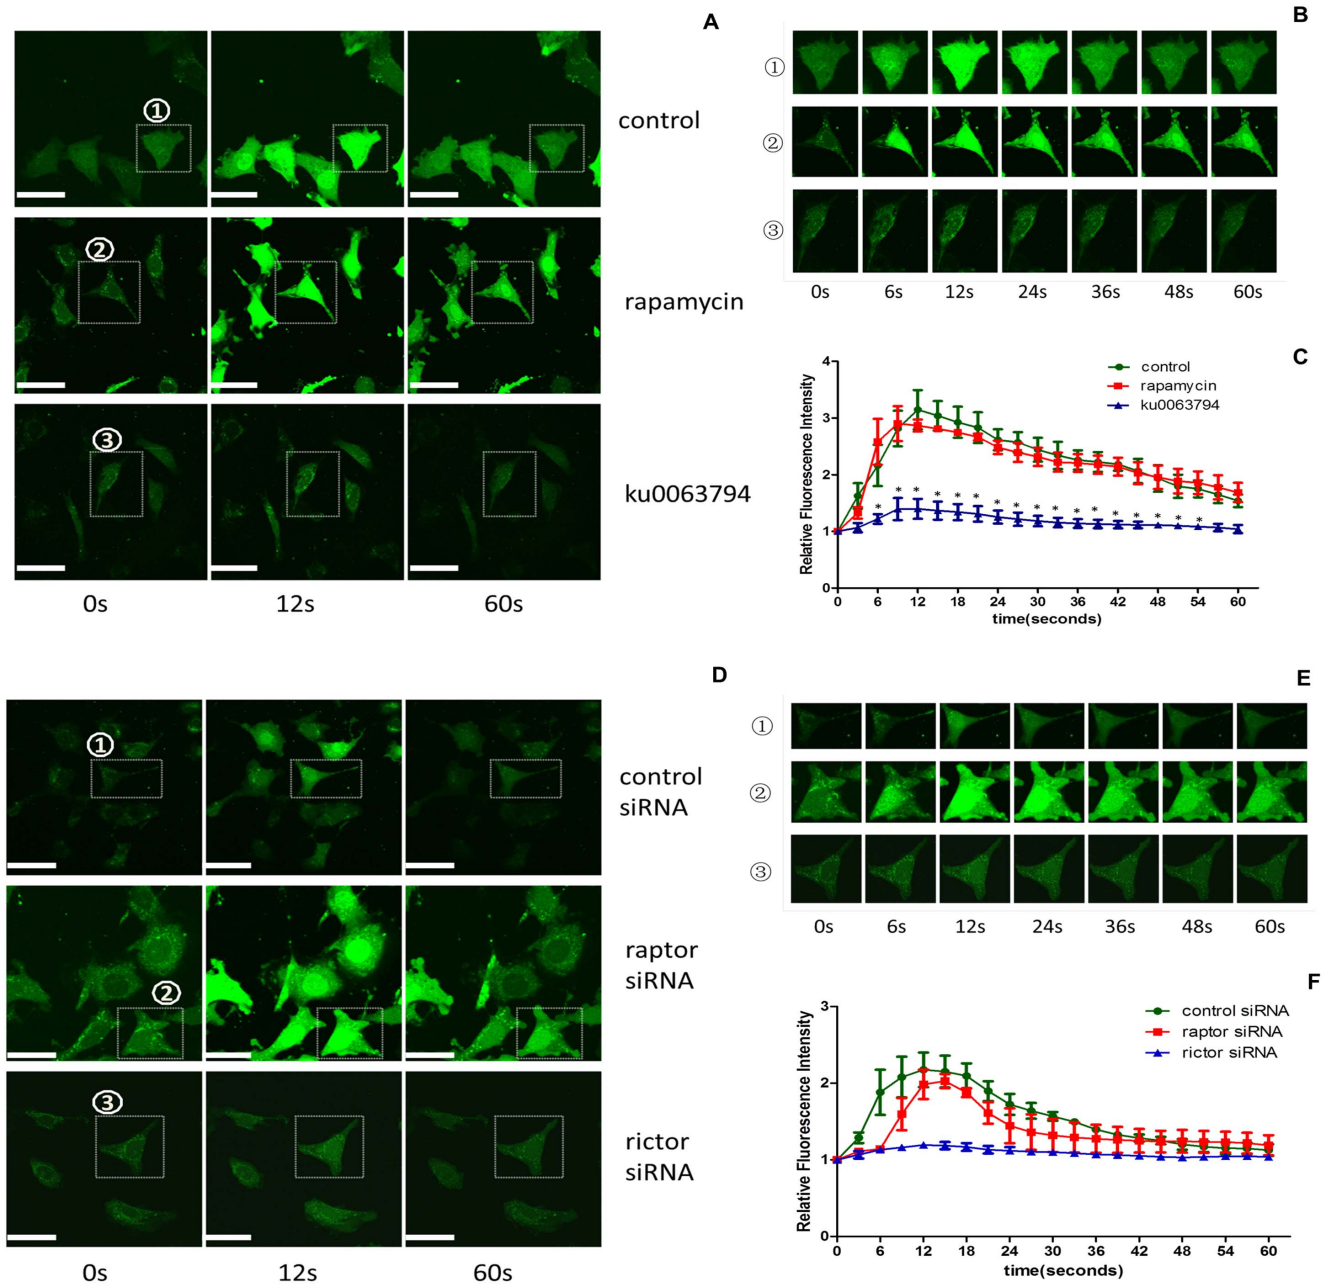 A
①
control
②
rapamycin
③
ku0063794
0s 12s 60s
B
①
②
③
0s 6s 12s 24s 36s 48s 60s
C
control
rapamycin
ku0063794
Relative Fluorescence Intensity
4
3
2
1
0
* * * * * * * * * * * * * * * * *
0 6 12 18 24 30 36 42 48 54 60
time(seconds)
D
①
control
siRNA
②
raptor
siRNA
③
rictor
siRNA
0s 12s 60s
E
①
②
③
0s 6s 12s 24s 36s 48s 60s
F
control siRNA
raptor siRNA
rictor siRNA
Relative Fluorescence Intensity
3
2
1
0
0 6 12 18 24 30 36 42 48 54 60
time(seconds)